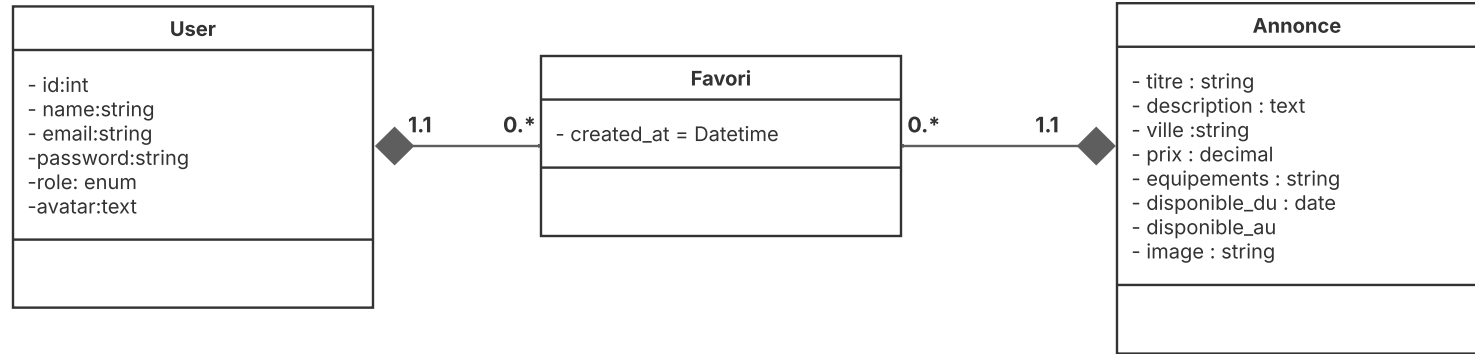 User
- id:int
- name:string
- email:string
-password:string
-role: enum
-avatar:text
1.1
0.*
Favori
- created_at = Datetime
0.*
1.1
Annonce
- titre : string
- description : text
- ville :string
- prix : decimal
- equipements : string
- disponible_du : date
- disponible_au
- image : string